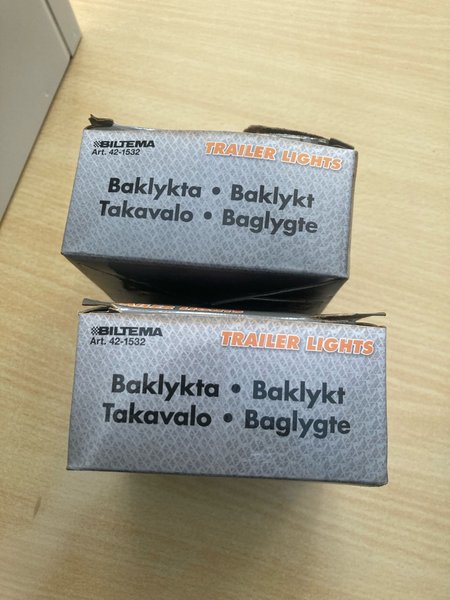 BILTEMA
Art. 42-1532
TRAILER LIGHTS
Baklykta • Baklykt
Takavalo • Baglygte
BILTEMA
Art. 42-1532
TRAILER LIGHTS
Baklykta • Baklykt
Takavalo • Baglygte